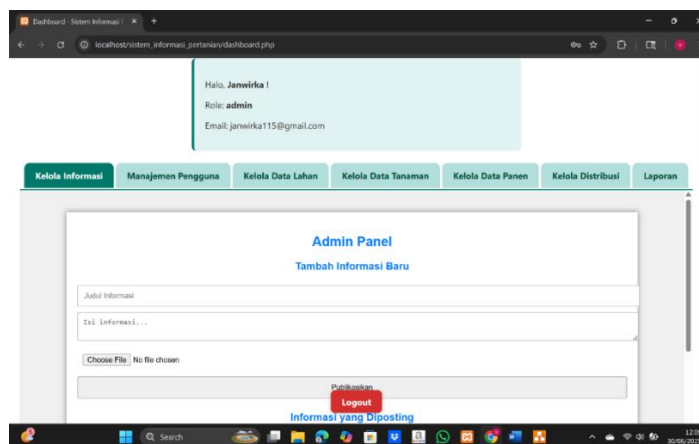 Dashboard - Sistem Informasi
localhost/sistem_informasi_pertanian/dashboard.php
Halo, Janwirka !
Role: admin
Email: janwirka115@gmail.com
Kelola Informasi Manajemen Pengguna Kelola Data Lahan Kelola Data Tanaman Kelola Data Panen Kelola Distribusi Laporan
Admin Panel
Tambah Informasi Baru
Judul Informasi
Isi informasi...
Choose File No file chosen
Publikasikan
Logout
Informasi yang Diposting
Search